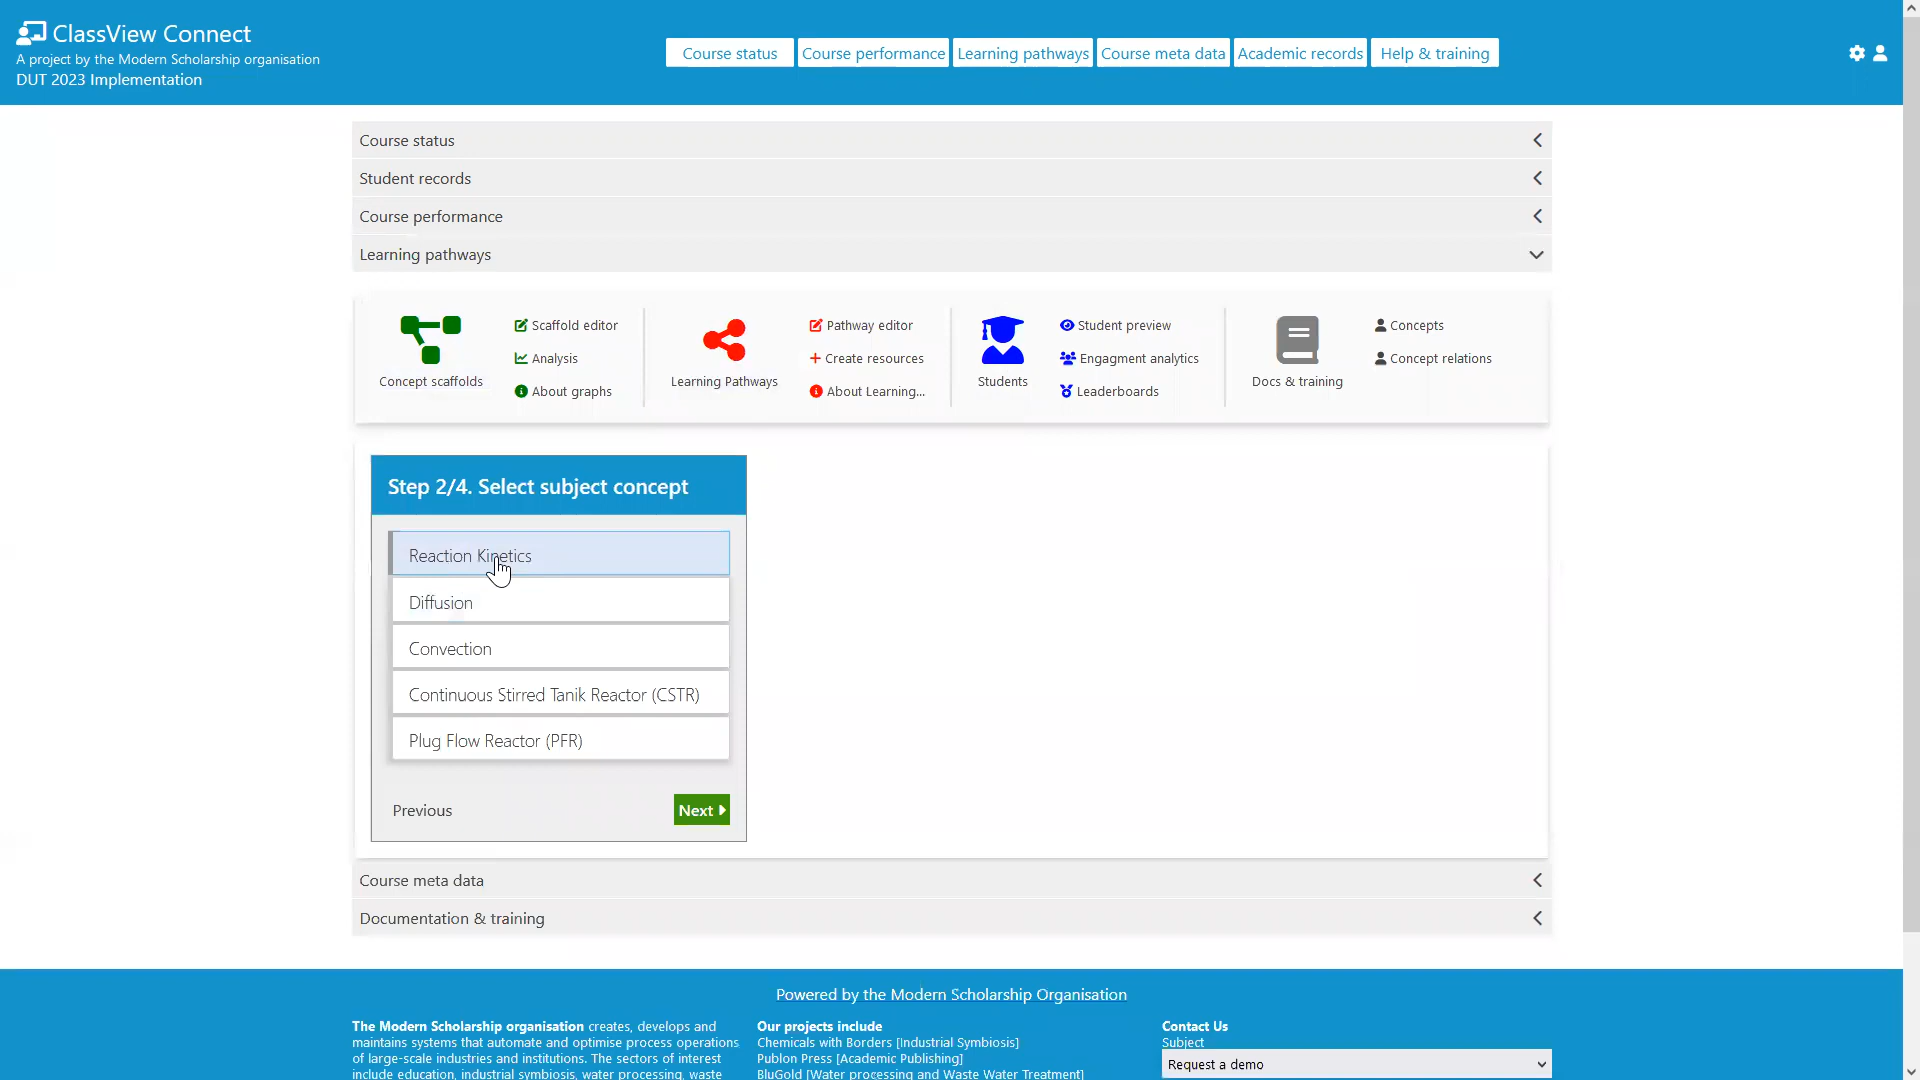 ClassView Connect
A project by the Modern Scholarship organisation
DUT 2023 Implementation
Course status
Course performance
Learning pathways
Course meta data
Academic records
Help & training
Course status
Student records
Course performance
Learning pathways
Concept scaffolds
Scaffold editor
Analysis
About graphs
Learning Pathways
Pathway editor
Create resources
About Learning...
Students
Student preview
Engagment analytics
Leaderboards
Docs & training
Concepts
Concept relations
Step 2/4. Select subject concept
Reaction Kinetics
Diffusion
Convection
Continuous Stirred Tanik Reactor (CSTR)
Plug Flow Reactor (PFR)
Previous
Next
Course meta data
Documentation & training
Powered by the Modern Scholarship Organisation
The Modern Scholarship organisation creates, develops and
maintains systems that automate and optimise process operations
of large-scale industries and institutions. The sectors of interest
include education, industrial symbiosis, water processing, waste
Our projects include
Chemicals with Borders [Industrial Symbiosis]
Publon Press [Academic Publishing]
BluGold [Water processing and Waste Water Treatment]
Contact Us
Subject
Request a demo